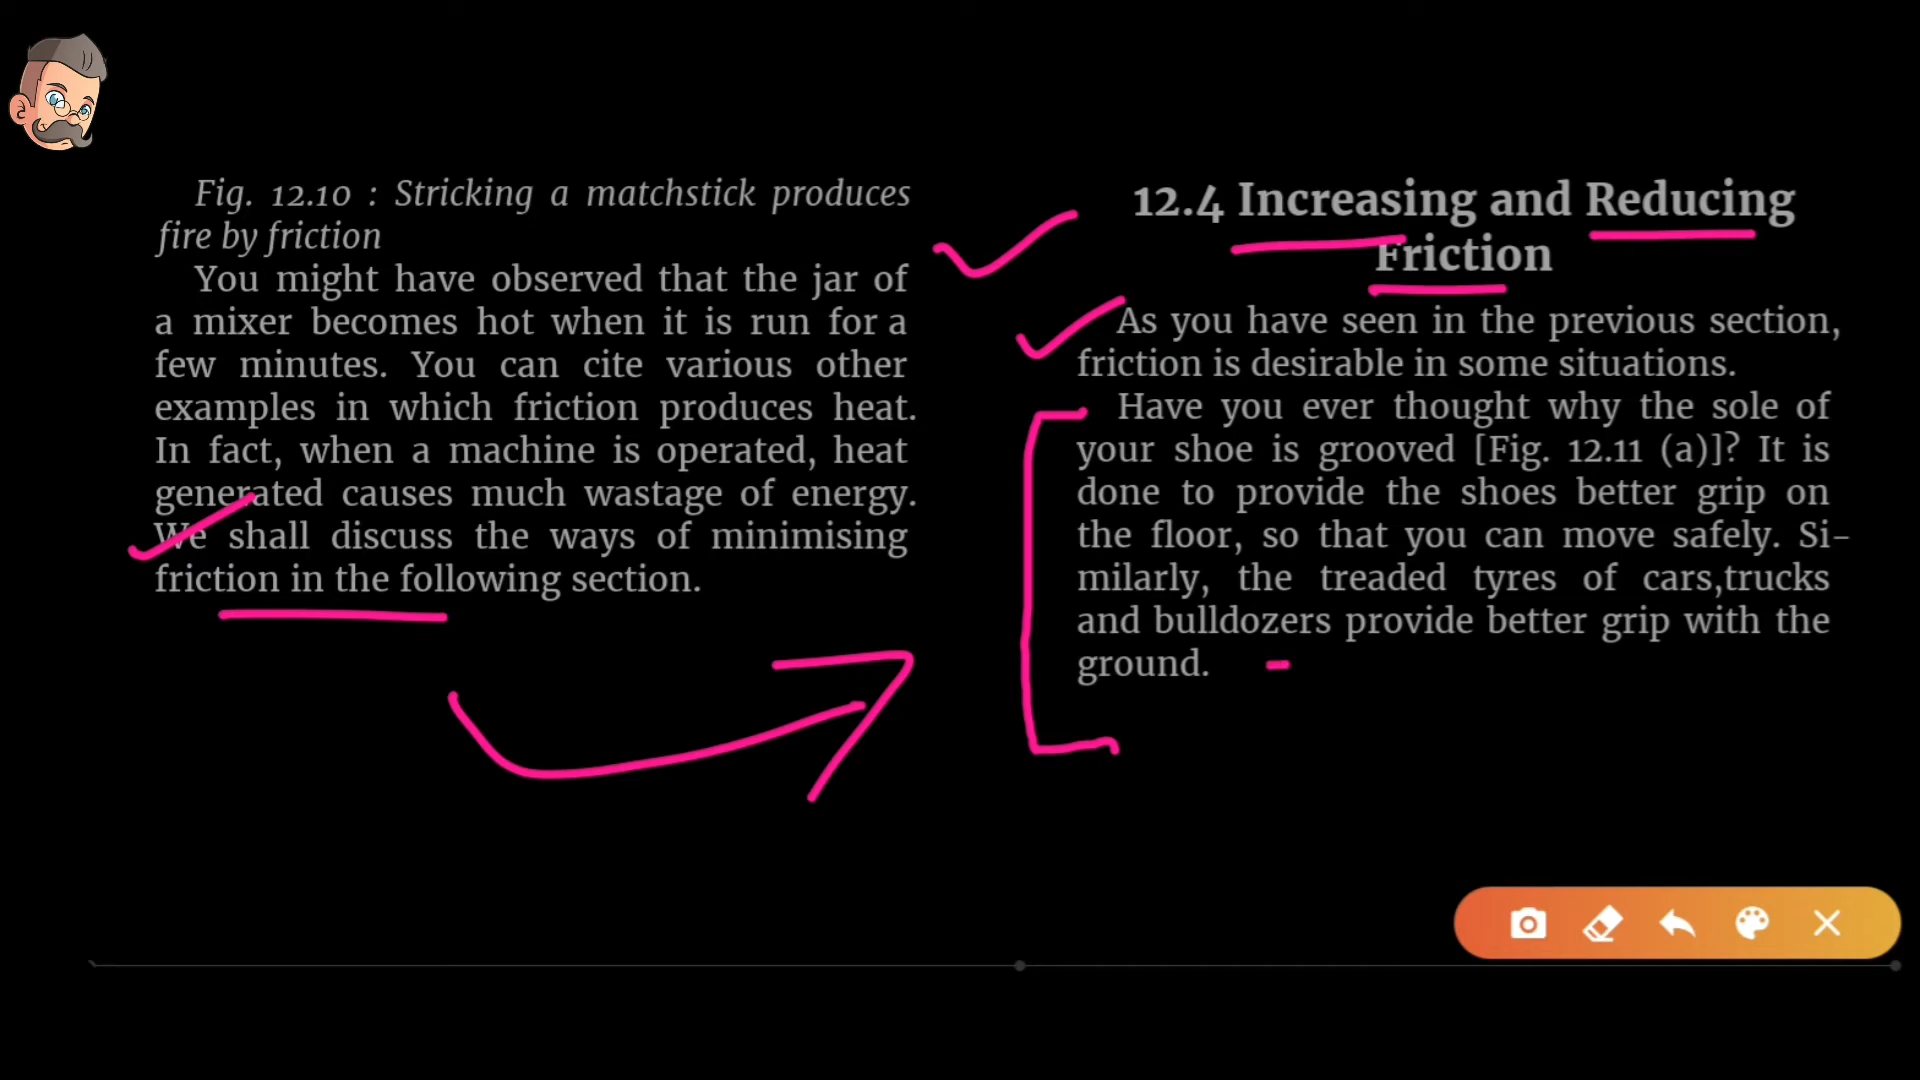 Fig. 12.10 : Stricking a matchstick produces
fire by friction
You might have observed that the jar of
a mixer becomes hot when it is run for a
few minutes. You can cite various other
examples in which friction produces heat.
In fact, when a machine is operated, heat
generated causes much wastage of energy.
We shall discuss the ways of minimising
friction in the following section.
12.4 Increasing and Reducing
Friction
As you have seen in the previous section,
friction is desirable in some situations.
Have you ever thought why the sole of
your shoe is grooved [Fig. 12.11 (a)]? It is
done to provide the shoes better grip on
the floor, so that you can move safely. Si-
milarly, the treaded tyres of cars,trucks
and bulldozers provide better grip with the
ground.